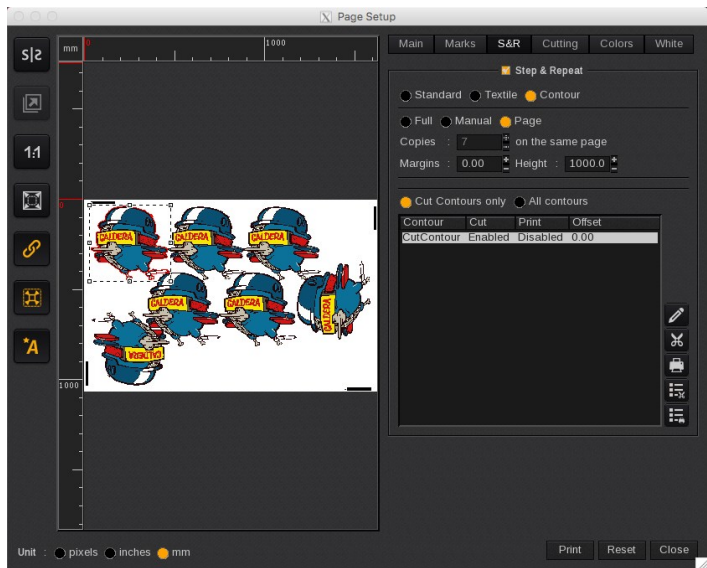 X Page Setup
S|S
1:1
*A
mm 0 1000
0
1000
CALDERA CALDERA CALDERA
CALDERA CALDERA CALDERA
CALDERA
Unit : pixels inches mm
Main Marks S&R Cutting Colors White
Step & Repeat
Standard Textile Contour
Full Manual Page
Copies : 7 on the same page
Margins : 0.00 Height : 1000.0
Cut Contours only All contours
Contour Cut Print Offset
CutContour Enabled Disabled 0.00
Print Reset Close